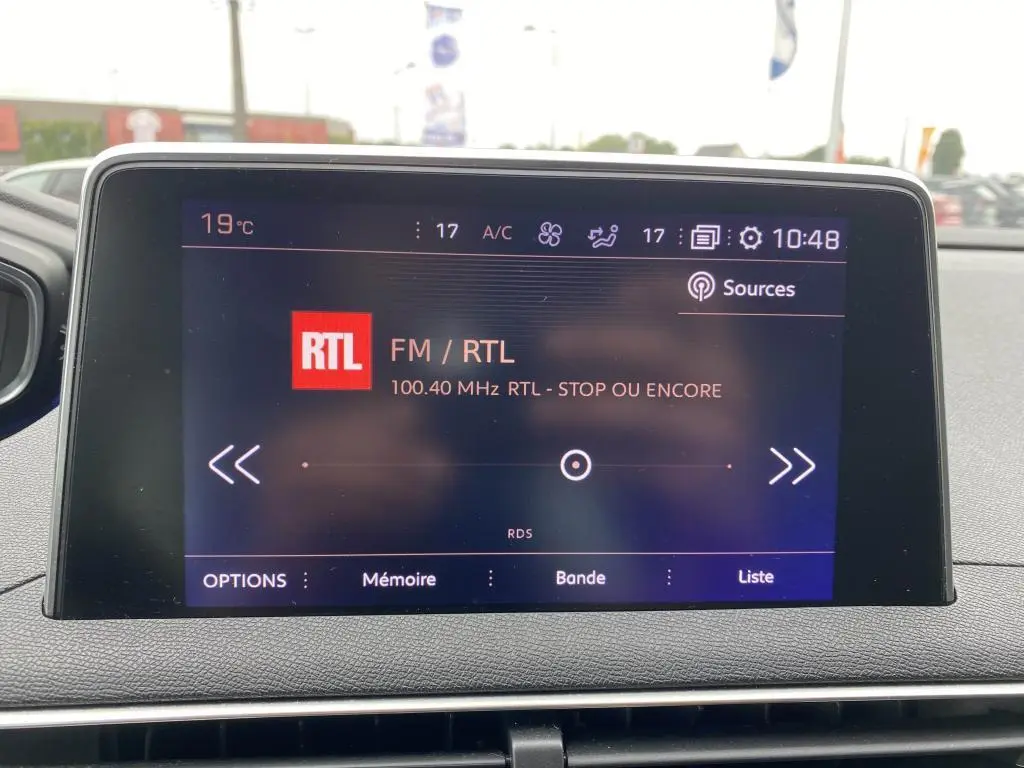 19°C 17 A/C 17 10:48
Sources
RTL
FM / RTL
100.40 MHz RTL - STOP OU ENCORE
RDS
OPTIONS Mémoire Bande Liste